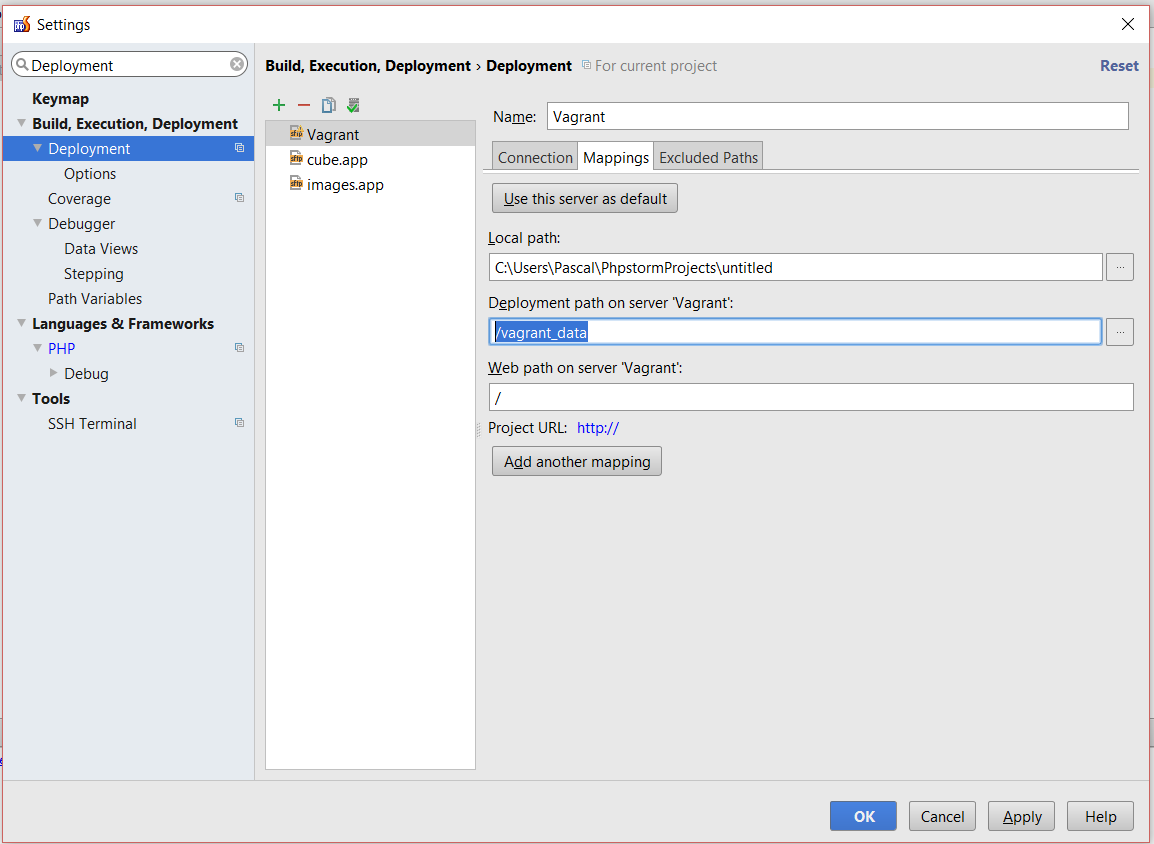 Settings
Deployment
Keymap
Build, Execution, Deployment
Deployment
Options
Coverage
Debugger
Data Views
Stepping
Path Variables
Languages & Frameworks
PHP
Debug
Tools
SSH Terminal
Build, Execution, Deployment › Deployment For current project Reset
Vagrant
cube.app
images.app
Name: Vagrant
Connection Mappings Excluded Paths
Use this server as default
Local path:
C:\Users\Pascal\PhpstormProjects\untitled ...
Deployment path on server 'Vagrant':
/vagrant_data ...
Web path on server 'Vagrant':
/
Project URL: http://
Add another mapping
OK Cancel Apply Help